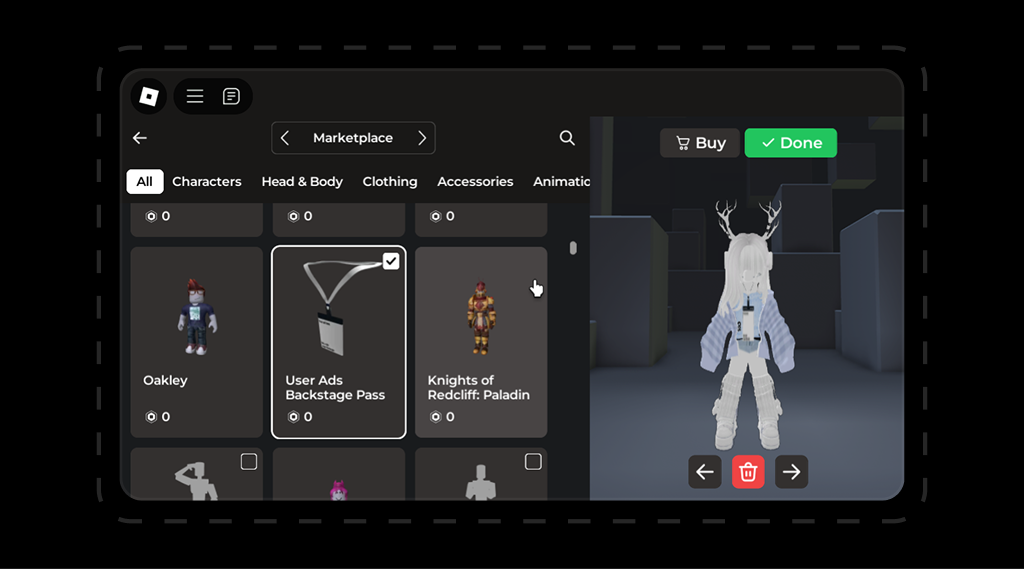 Marketplace
Buy
Done
All
Characters
Head & Body
Clothing
Accessories
Animatio
0
0
0
Oakley
0
User Ads
Backstage Pass
0
Knights of
Redcliff: Paladin
0